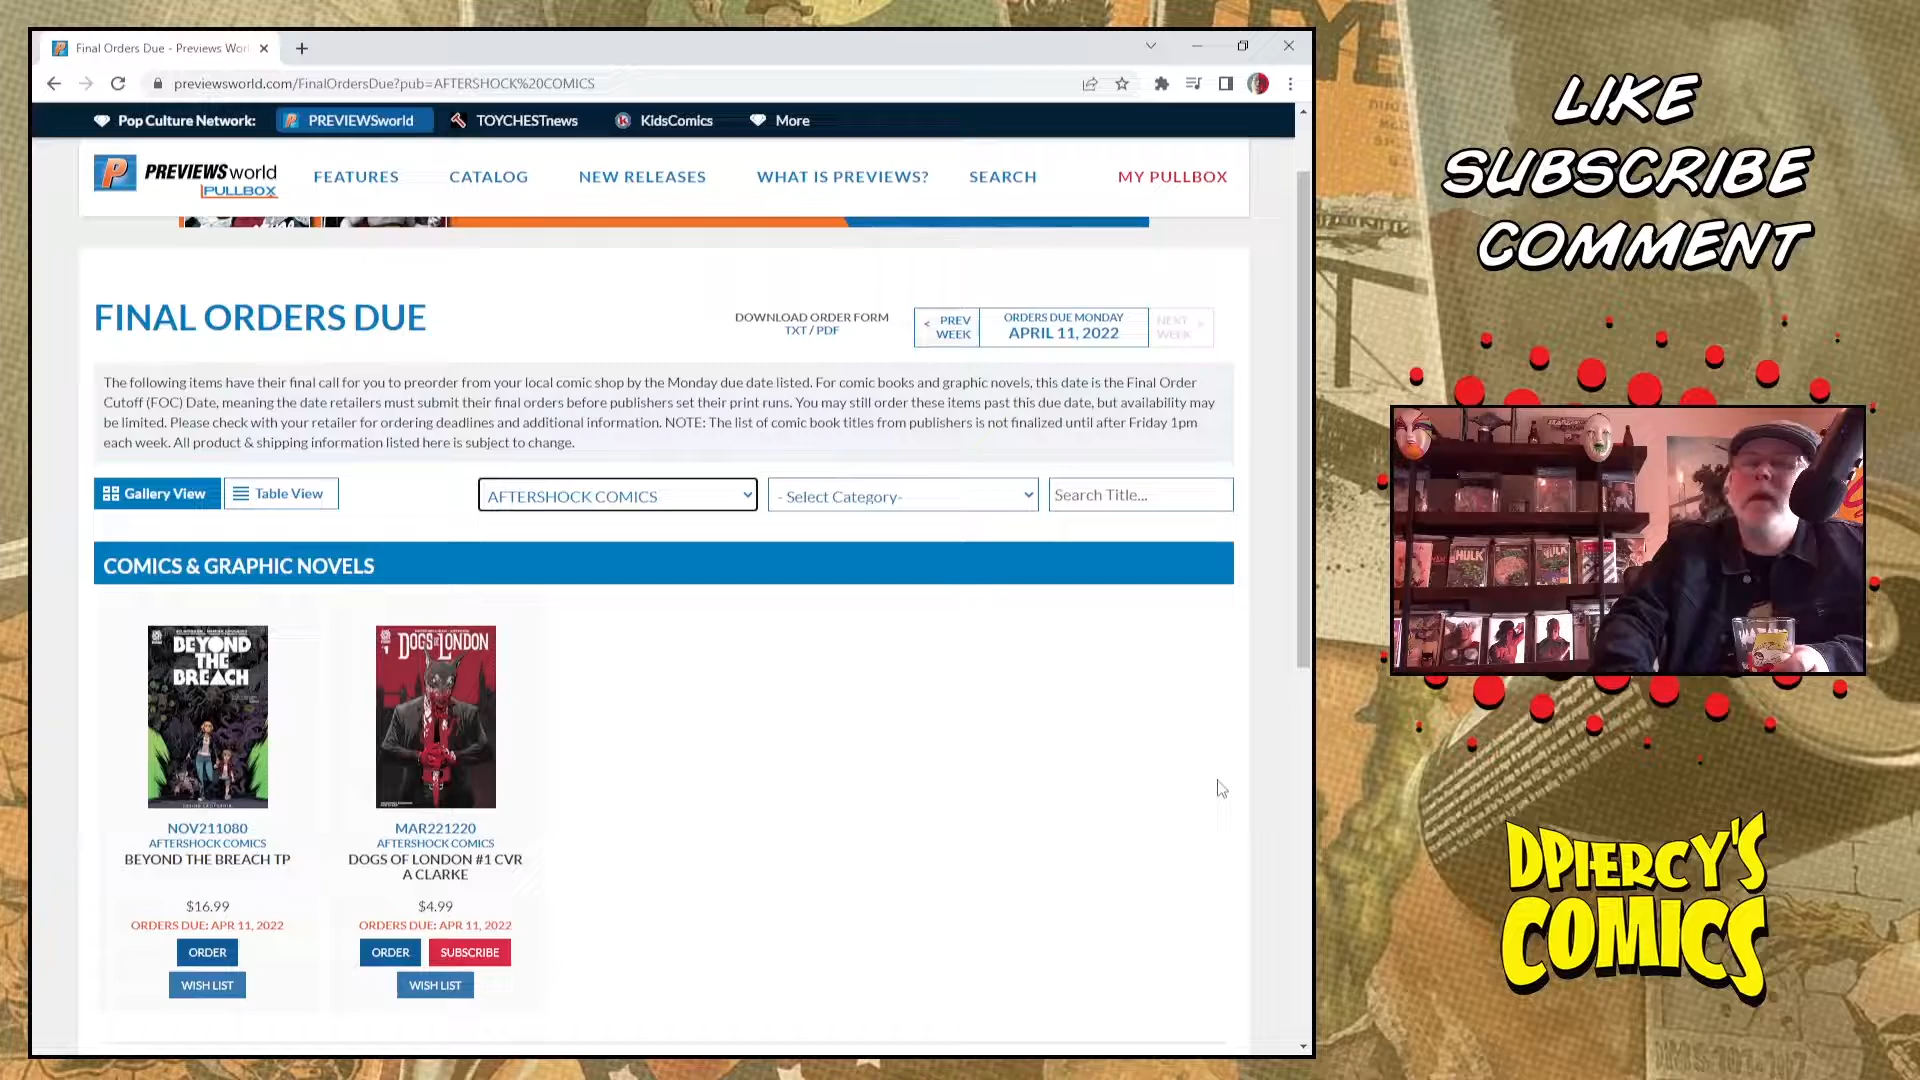 Final Orders Due - Previews Worl
previewsworld.com/FinalOrdersDue?pub=AFTERSHOCK%20COMICS
Pop Culture Network:
PREVIEWSworld
TOYCHESTnews
KidsComics
More
PREVIEWSworld
PULLBOX
FEATURES
CATALOG
NEW RELEASES
WHAT IS PREVIEWS?
SEARCH
MY PULLBOX
FINAL ORDERS DUE
DOWNLOAD ORDER FORM
TXT / PDF
< PREV
WEEK
ORDERS DUE MONDAY
APRIL 11, 2022
NEXT >
WEEK
The following items have their final call for you to preorder from your local comic shop by the Monday due date listed. For comic books and graphic novels, this date is the Final Order
Cutoff (FOC) Date, meaning the date retailers must submit their final orders before publishers set their print runs. You may still order these items past this due date, but availability may
be limited. Please check with your retailer for ordering deadlines and additional information. NOTE: The list of comic book titles from publishers is not finalized until after Friday 1pm
each week. All product & shipping information listed here is subject to change.
Gallery View
Table View
AFTERSHOCK COMICS
- Select Category-
Search Title...
COMICS & GRAPHIC NOVELS
BEYOND
THE
BREACH
NOV211080
AFTERSHOCK COMICS
BEYOND THE BREACH TP
$16.99
ORDERS DUE: APR 11, 2022
ORDER
WISH LIST
DOGS OF LONDON
1
MAR221220
AFTERSHOCK COMICS
DOGS OF LONDON #1 CVR
A CLARKE
$4.99
ORDERS DUE: APR 11, 2022
ORDER
SUBSCRIBE
WISH LIST
LIKE
SUBSCRIBE
COMMENT
HULK
HULK
DPIERCY'S
COMICS